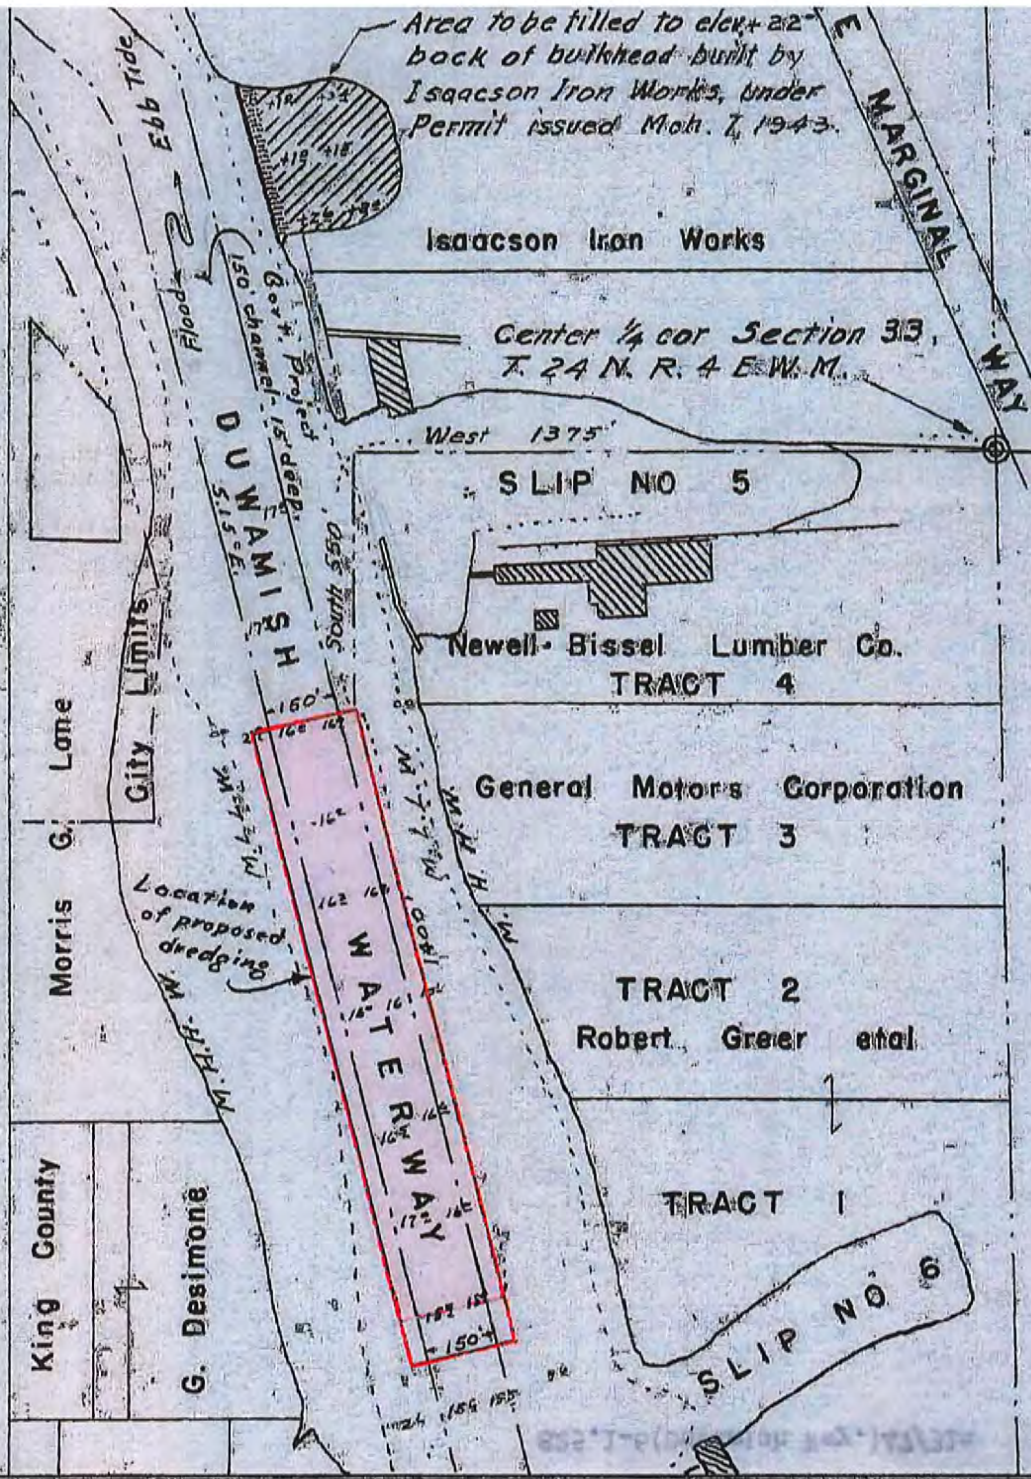 Area to be filled to elev.+22
back of bulkhead built by
Isaacson Iron Works, under
Permit issued Mch. 7, 1943.
E MARGINAL WAY
Ebb Tide
Flood
Isaacson Iron Works
Govt. Project
150' channel - 15' deep.
Center ¼ cor Section 33,
T. 24 N. R. 4 E. W. M.
West 1375'
SLIP NO 5
DUWAMISH
S.15°E.
South 550'
Newell-Bissel Lumber Co.
TRACT 4
City Limits
Morris G. Lane
150'
M.L.L.W.
M.L.L.W.
M.H.H.W.
General Motors Corporation
TRACT 3
Location
of proposed
dredging
1400'
WATERWAY
M.H.H.W.
TRACT 2
Robert Greer etal
TRACT 1
King County
G. Desimone
150'
SLIP NO 6